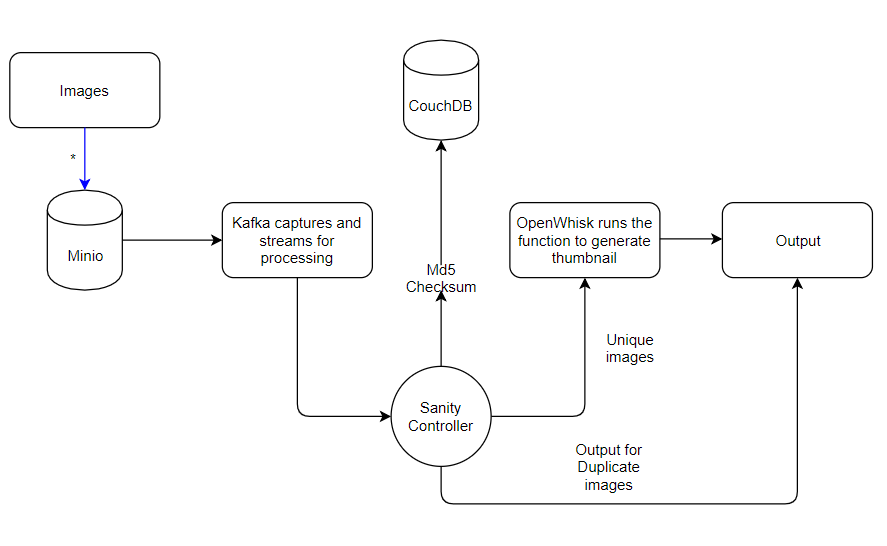 Images
*
Minio
Kafka captures and
streams for
processing
CouchDB
Md5
Checksum
Sanity
Controller
OpenWhisk runs the
function to generate
thumbnail
Output
Unique
images
Output for
Duplicate
images